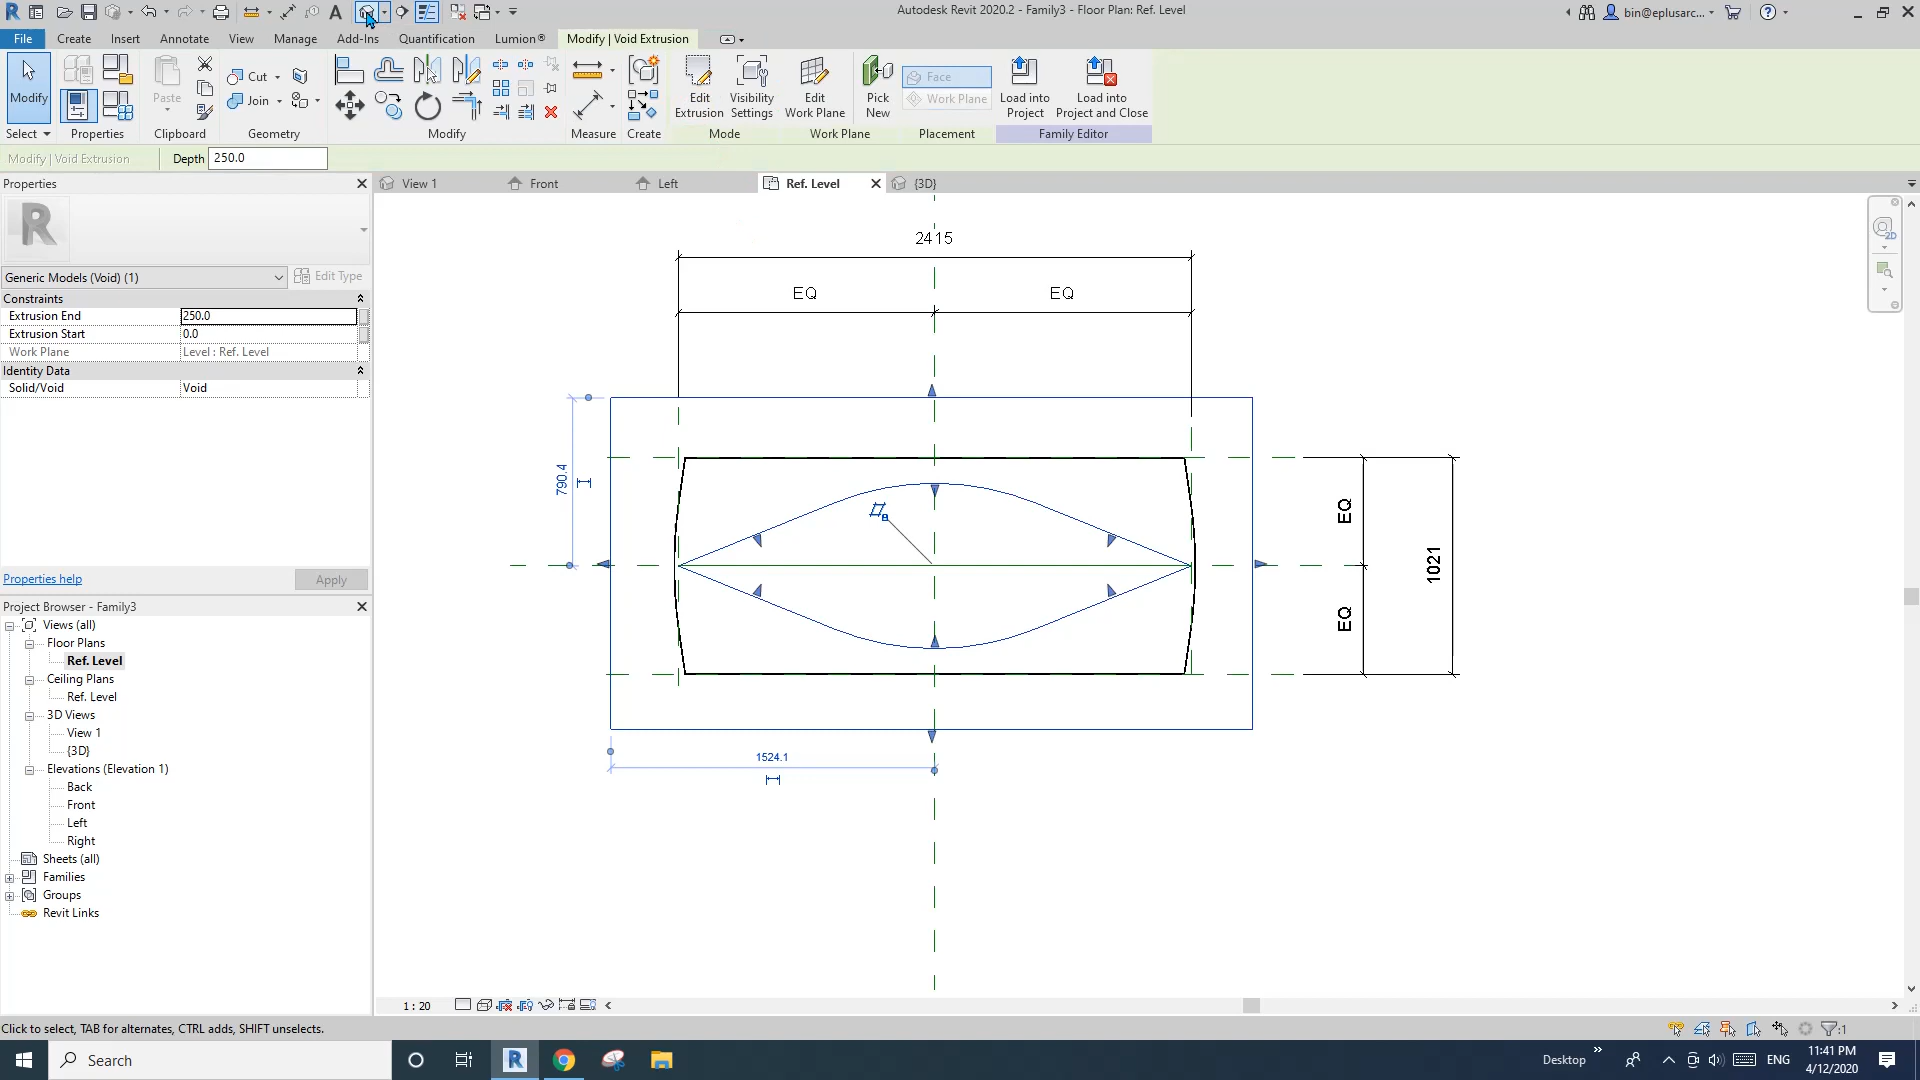 Autodesk Revit 2020.2 - Family3 - Floor Plan: Ref. Level
bin@eplusarc...
File
Create
Insert
Annotate
View
Manage
Add-Ins
Quantification
Lumion®
Modify | Void Extrusion
Modify
Select
Properties
Paste
Clipboard
Cut
Join
Geometry
Modify
Measure
Create
Edit Extrusion
Visibility Settings
Mode
Edit Work Plane
Work Plane
Pick New
Face
Work Plane
Placement
Load into Project
Load into Project and Close
Family Editor
Modify | Void Extrusion
Depth 250.0
Properties
View 1
Front
Left
Ref. Level
{3D}
R
Generic Models (Void) (1)
Edit Type
Constraints
Extrusion End 250.0
Extrusion Start 0.0
Work Plane Level : Ref. Level
Identity Data
Solid/Void Void
Properties help
Apply
Project Browser - Family3
Views (all)
Floor Plans
Ref. Level
Ceiling Plans
Ref. Level
3D Views
View 1
{3D}
Elevations (Elevation 1)
Back
Front
Left
Right
Sheets (all)
Families
Groups
Revit Links
2415
EQ
EQ
790.4
1524.1
EQ
EQ
1021
2D
1 : 20
Click to select, TAB for alternates, CTRL adds, SHIFT unselects.
:1
Search
Desktop
ENG
11:41 PM
4/12/2020